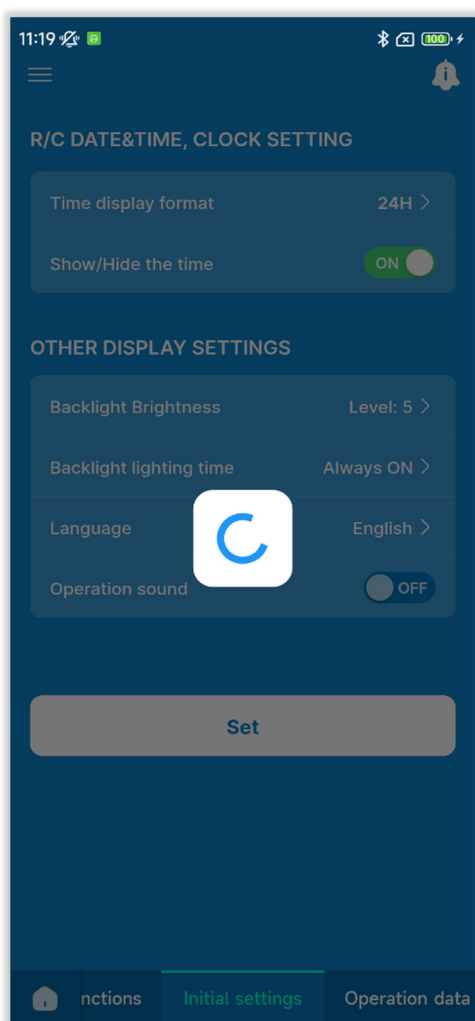 11:19
100
R/C DATE&TIME, CLOCK SETTING
Time display format 24H
Show/Hide the time ON
OTHER DISPLAY SETTINGS
Backlight Brightness Level: 5
Backlight lighting time Always ON
Language English
Operation sound OFF
Set
nctions Initial settings Operation data